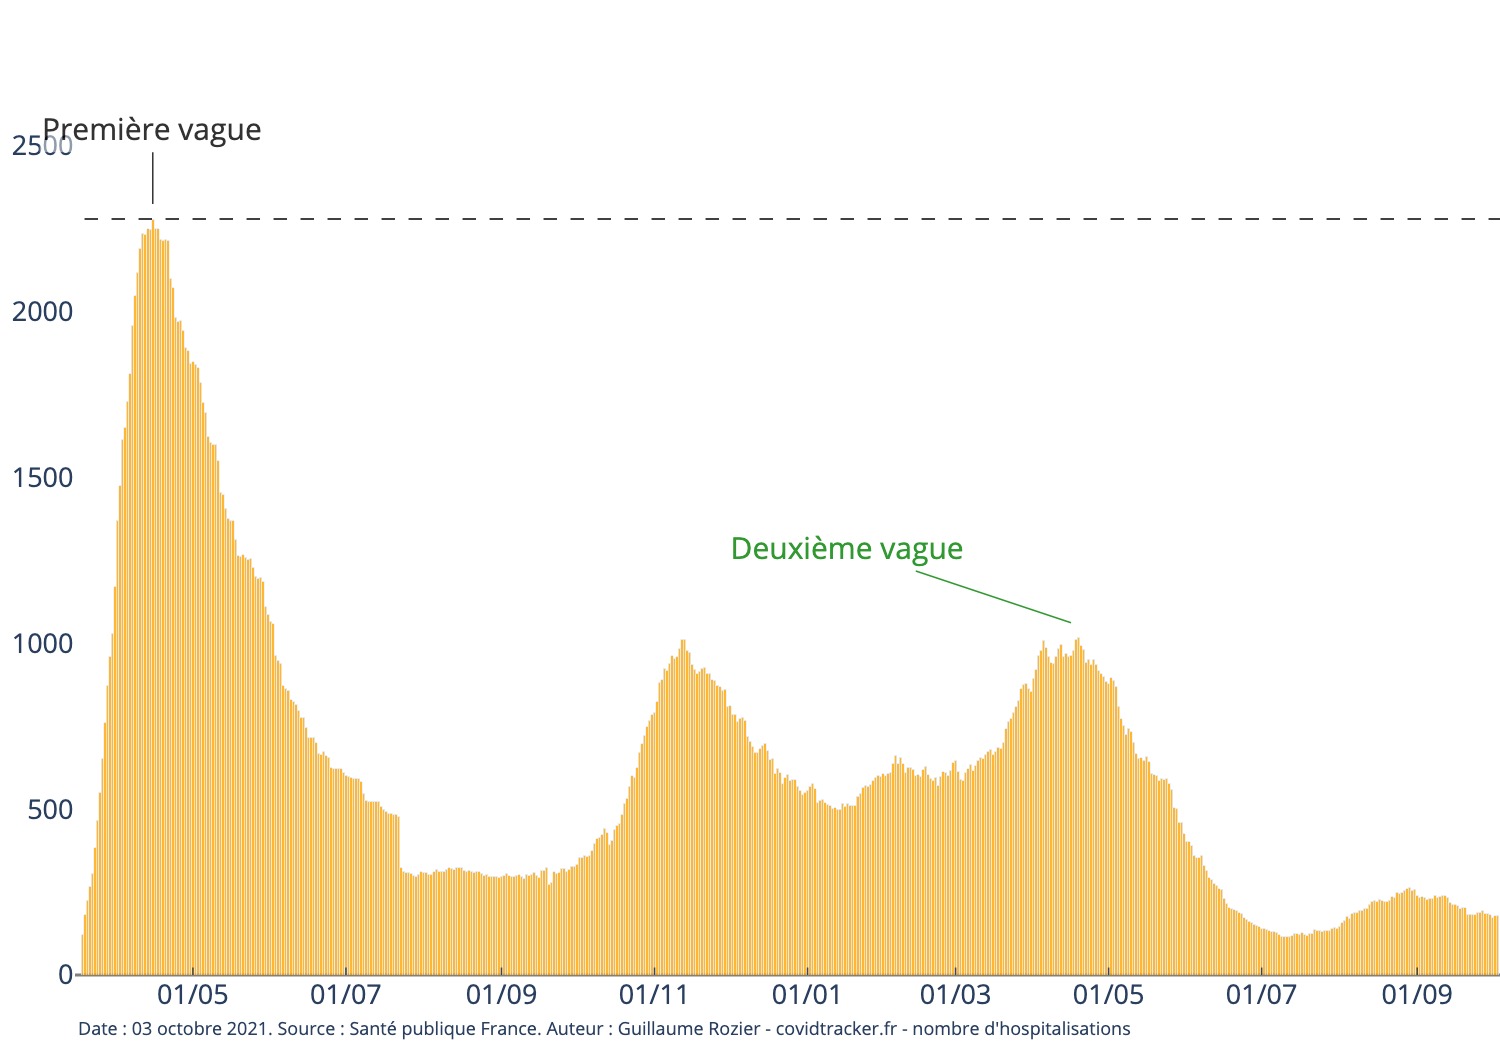 Première vague
2500
2000
1500
Deuxième vague
1000
500
0
01/05 01/07 01/09 01/11 01/01 01/03 01/05 01/07 01/09
Date : 03 octobre 2021. Source : Santé publique France. Auteur : Guillaume Rozier - covidtracker.fr - nombre d'hospitalisations